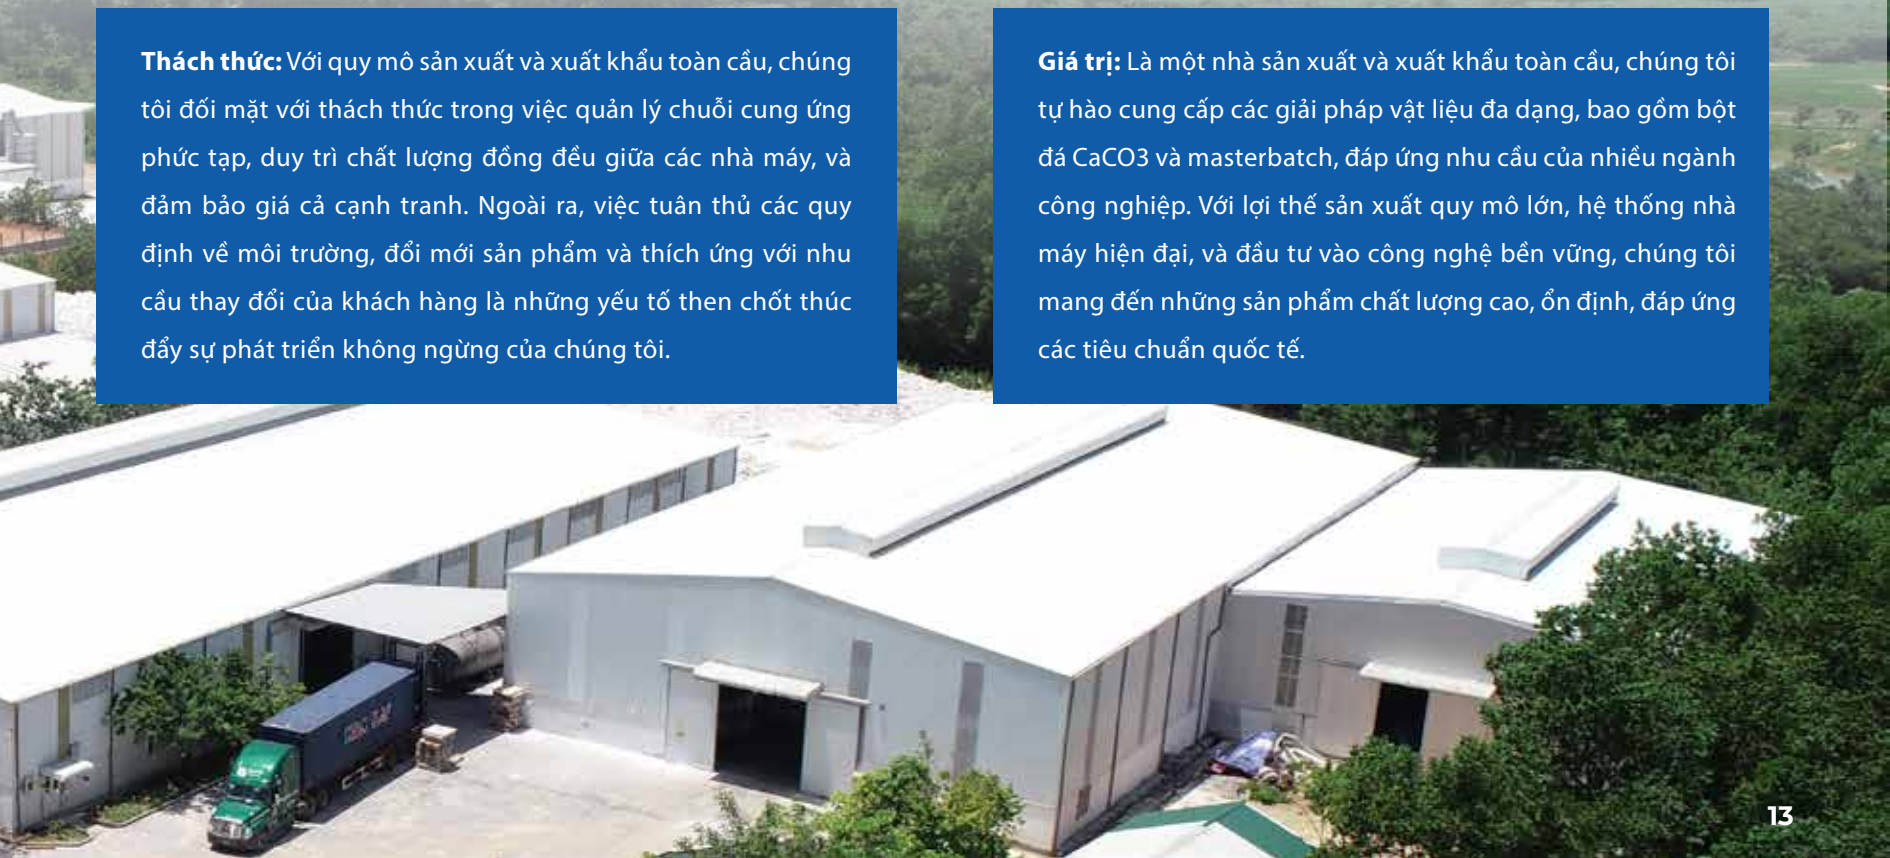 Thách thức: Với quy mô sản xuất và xuất khẩu toàn cầu, chúng
tôi đối mặt với thách thức trong việc quản lý chuỗi cung ứng
phức tạp, duy trì chất lượng đồng đều giữa các nhà máy, và
đảm bảo giá cả cạnh tranh. Ngoài ra, việc tuân thủ các quy
định về môi trường, đổi mới sản phẩm và thích ứng với nhu
cầu thay đổi của khách hàng là những yếu tố then chốt thúc
đẩy sự phát triển không ngừng của chúng tôi.
Giá trị: Là một nhà sản xuất và xuất khẩu toàn cầu, chúng tôi
tự hào cung cấp các giải pháp vật liệu đa dạng, bao gồm bột
đá CaCO3 và masterbatch, đáp ứng nhu cầu của nhiều ngành
công nghiệp. Với lợi thế sản xuất quy mô lớn, hệ thống nhà
máy hiện đại, và đầu tư vào công nghệ bền vững, chúng tôi
mang đến những sản phẩm chất lượng cao, ổn định, đáp ứng
các tiêu chuẩn quốc tế.
13